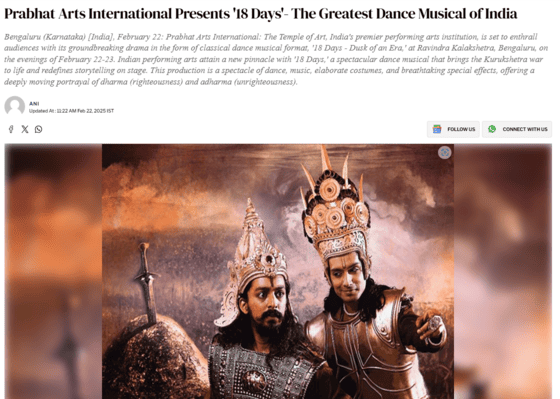 Prabhat Arts International Presents '18 Days'- The Greatest Dance Musical of India
Bengaluru (Karnataka) [India], February 22: Prabhat Arts International: The Temple of Art, India's premier performing arts institution, is set to enthrall
audiences with its groundbreaking drama in the form of classical dance musical format, '18 Days - Dusk of an Era,' at Ravindra Kalakshetra, Bengaluru, on
the evenings of February 22-23. Indian performing arts attain a new pinnacle with '18 Days,' a spectacular dance musical that brings the Kurukshetra war
to life and redefines storytelling on stage. This production is a spectacle of dance, music, elaborate costumes, and breathtaking special effects, offering a
deeply moving portrayal of dharma (righteousness) and adharma (unrighteousness).
ANI
Updated At : 11:22 AM Feb 22, 2025 IST
FOLLOW US
CONNECT WITH US